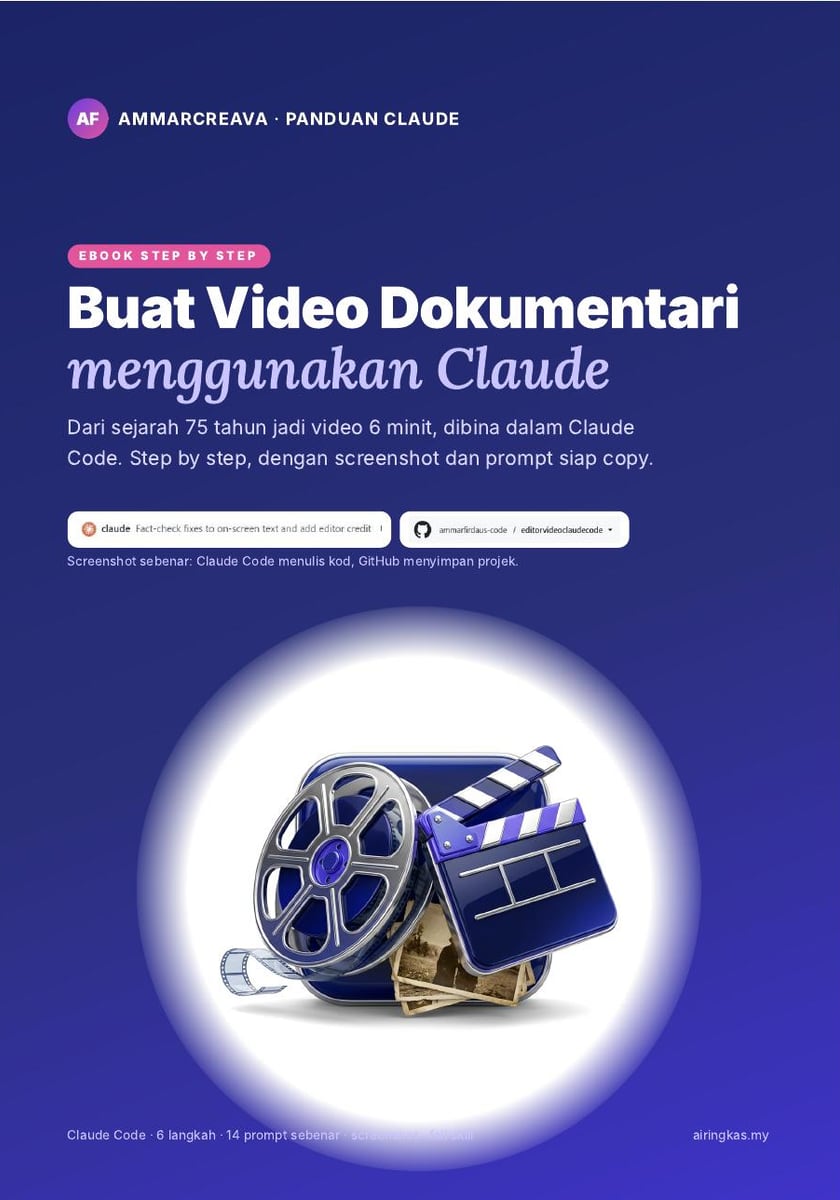 AF AMMARCREAVA · PANDUAN CLAUDE
EBOOK STEP BY STEP
Buat Video Dokumentari
menggunakan Claude
Dari sejarah 75 tahun jadi video 6 minit, dibina dalam Claude
Code. Step by step, dengan screenshot dan prompt siap copy.
claude Fact-check fixes to on-screen text and add editor credit
ammarfirdaus-code / editorvideoclaudecode
Screenshot sebenar: Claude Code menulis kod, GitHub menyimpan projek.
Claude Code · 6 langkah · 14 prompt sebenar ·
airingkas.my